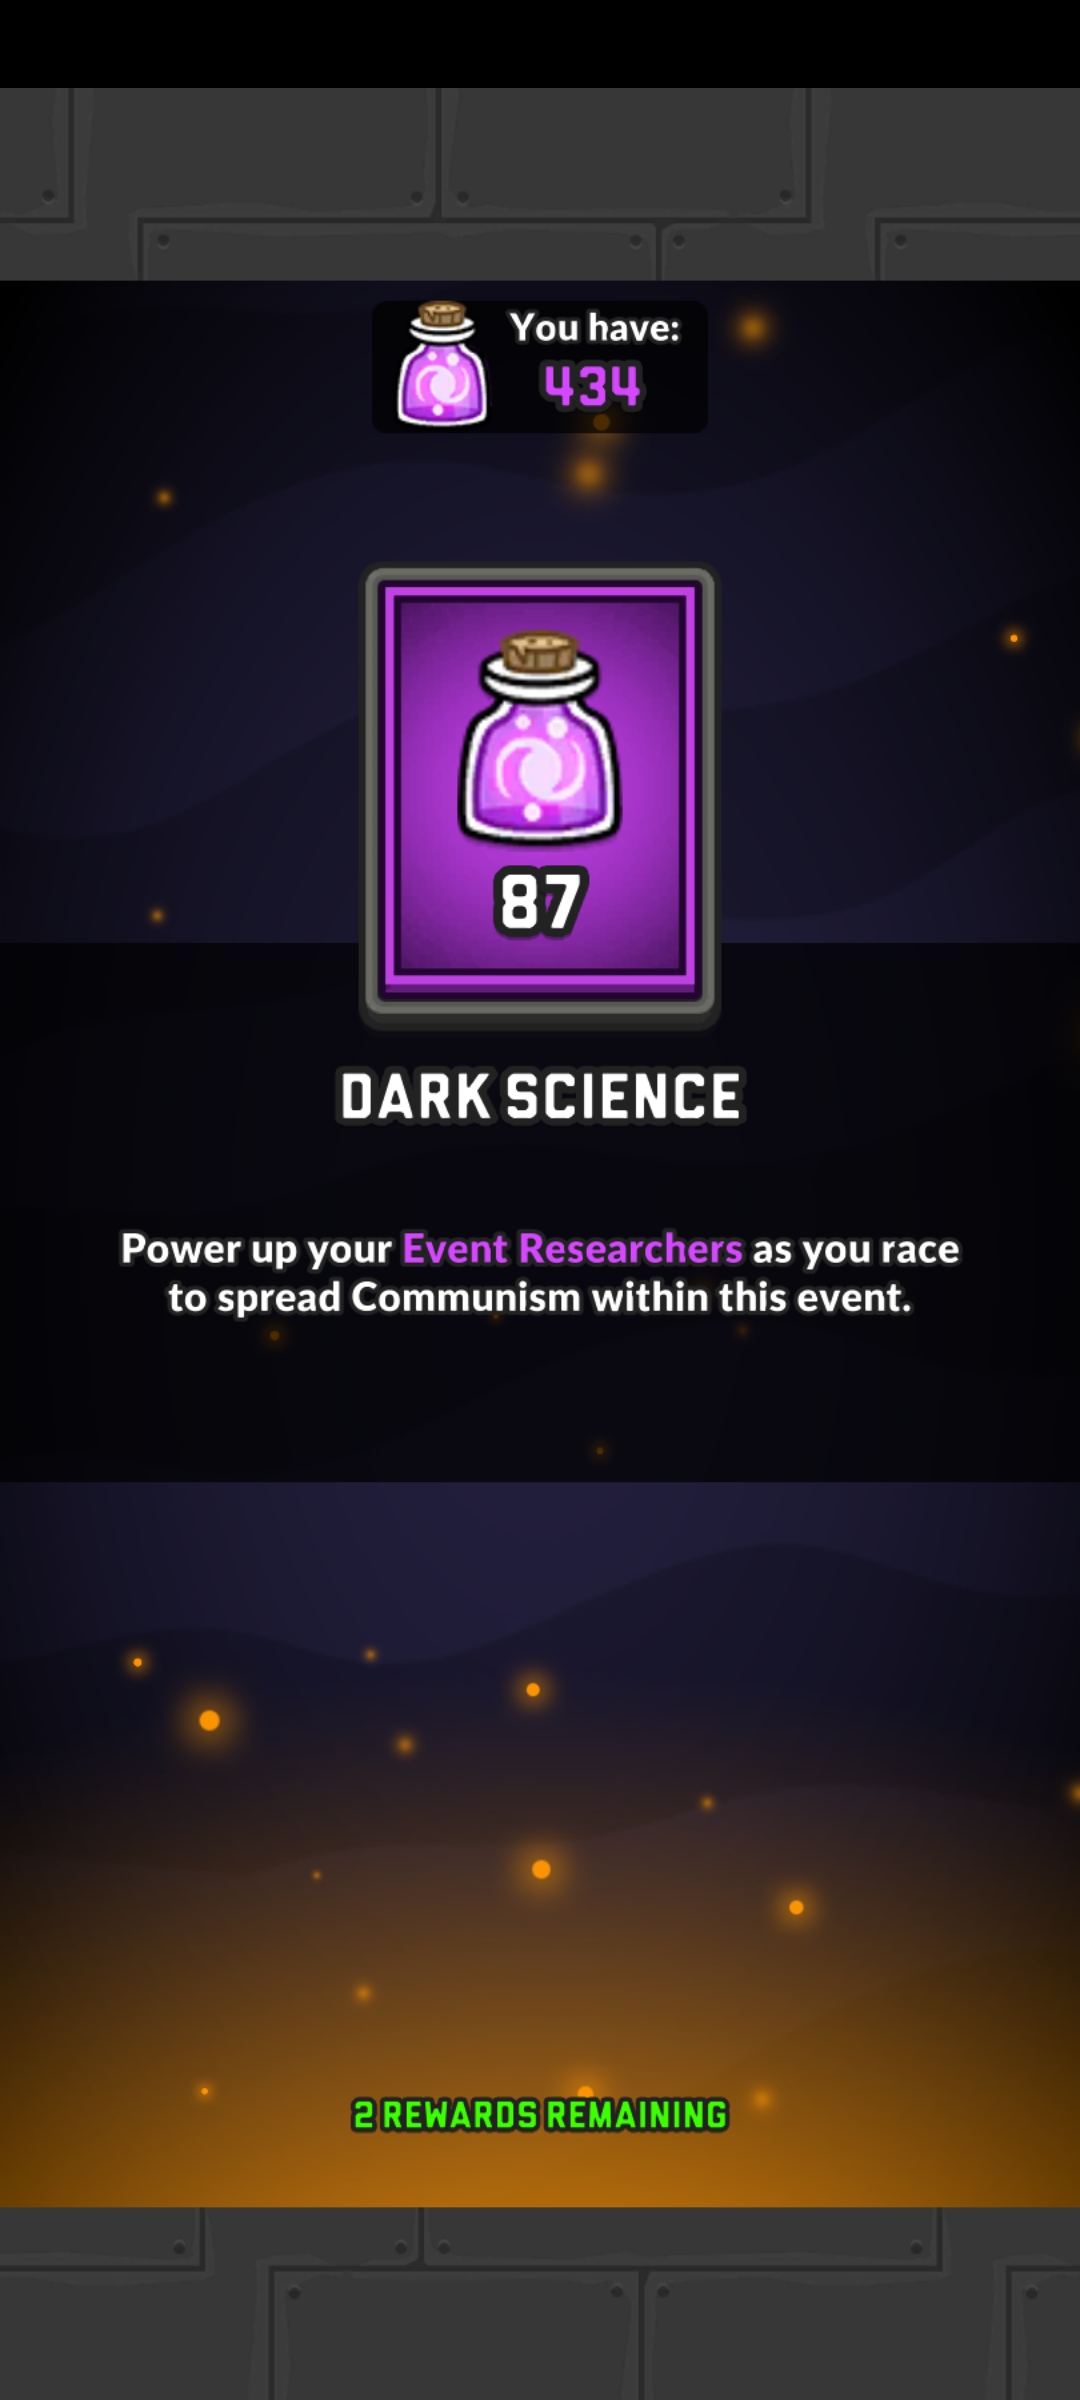 You have:
434
87
DARK SCIENCE
Power up your Event Researchers as you race
to spread Communism within this event.
2 REWARDS REMAINING